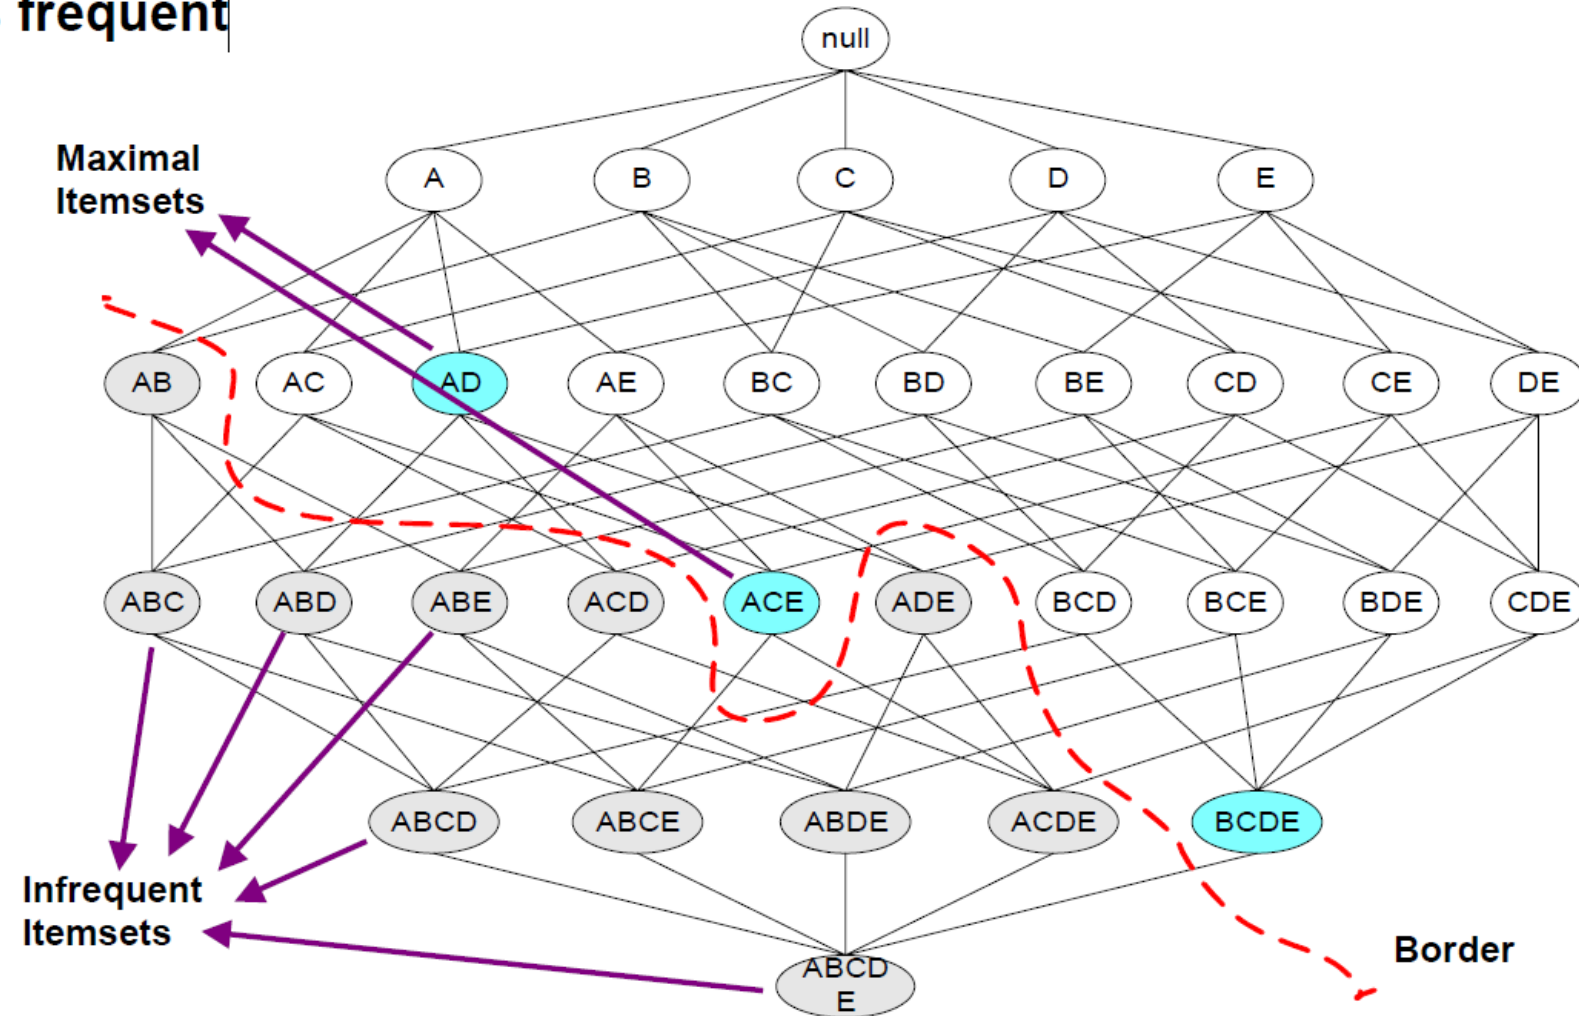 frequent
null
Maximal
Itemsets
A B C D E
AB AC AD AE BC BD BE CD CE DE
ABC ABD ABE ACD ACE ADE BCD BCE BDE CDE
ABCD ABCE ABDE ACDE BCDE
Infrequent
Itemsets
Border
ABCD
E